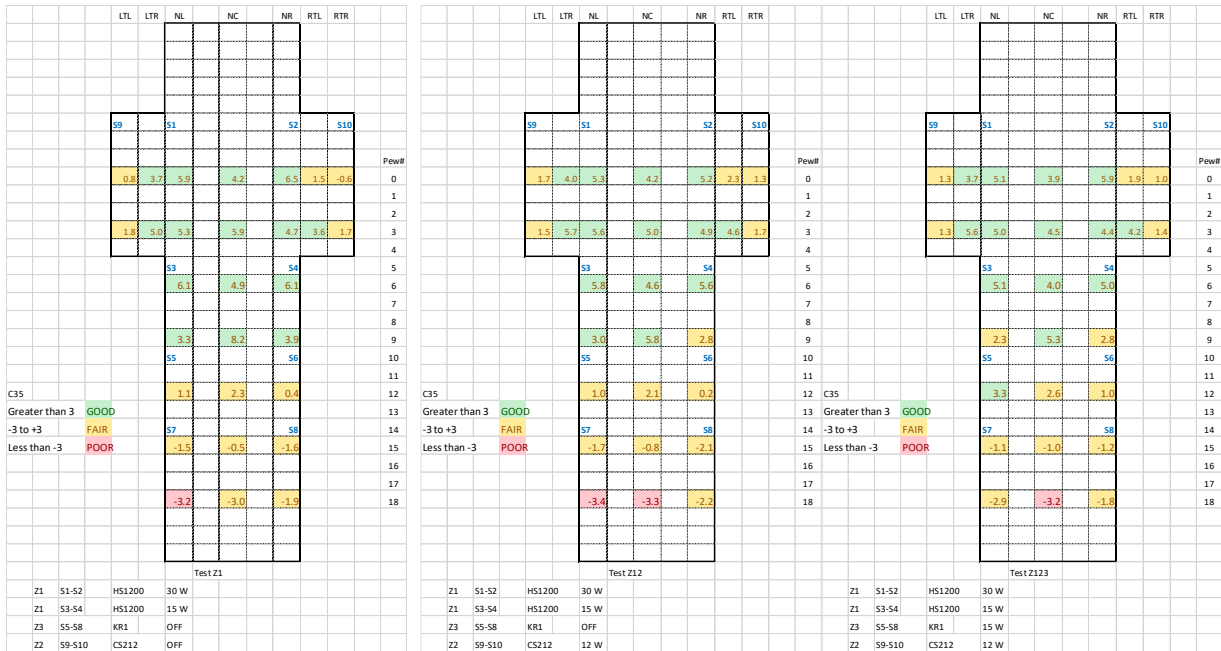 LTL LTR NL NC NR RTL RTR
S9 S1 S2 S10
Pew#
0.8 3.7 5.9 4.2 6.5 1.5 -0.6 0
1
2
1.8 5.0 5.3 5.9 4.7 3.6 1.7 3
4
S3 S4 5
6.1 4.9 6.1 6
7
8
3.3 8.2 3.9 9
S5 S6 10
11
C35 1.1 2.3 0.4 12
Greater than 3 GOOD 13
-3 to +3 FAIR S7 S8 14
Less than -3 POOR -1.5 -0.5 -1.6 15
16
17
-3.2 -3.0 -1.9 18
Test Z1
Z1 S1-S2 HS1200 30 W
Z1 S3-S4 HS1200 15 W
Z3 S5-S8 KR1 OFF
Z2 S9-S10 CS212 OFF
LTL LTR NL NC NR RTL RTR
S9 S1 S2 S10
Pew#
1.7 4.0 5.3 4.2 5.2 2.3 1.3 0
1
2
1.5 5.7 5.6 5.0 4.9 4.6 1.7 3
4
S3 S4 5
5.8 4.6 5.6 6
7
8
3.0 5.8 2.8 9
S5 S6 10
11
C35 1.0 2.1 0.2 12
Greater than 3 GOOD 13
-3 to +3 FAIR S7 S8 14
Less than -3 POOR -1.7 -0.8 -2.1 15
16
17
-3.4 -3.3 -2.2 18
Test Z12
Z1 S1-S2 HS1200 30 W
Z1 S3-S4 HS1200 15 W
Z3 S5-S8 KR1 OFF
Z2 S9-S10 CS212 12 W
LTL LTR NL NC NR RTL RTR
S9 S1 S2 S10
Pew#
1.3 3.7 5.1 3.9 5.9 1.9 1.0 0
1
2
1.3 5.6 5.0 4.5 4.4 4.2 1.4 3
4
S3 S4 5
5.1 4.0 5.0 6
7
8
2.3 5.3 2.8 9
S5 S6 10
11
C35 3.3 2.6 1.0 12
Greater than 3 GOOD 13
-3 to +3 FAIR S7 S8 14
Less than -3 POOR -1.1 -1.0 -1.2 15
16
17
-2.9 -3.2 -1.8 18
Test Z123
Z1 S1-S2 HS1200 30 W
Z1 S3-S4 HS1200 15 W
Z3 S5-S8 KR1 15 W
Z2 S9-S10 CS212 12 W